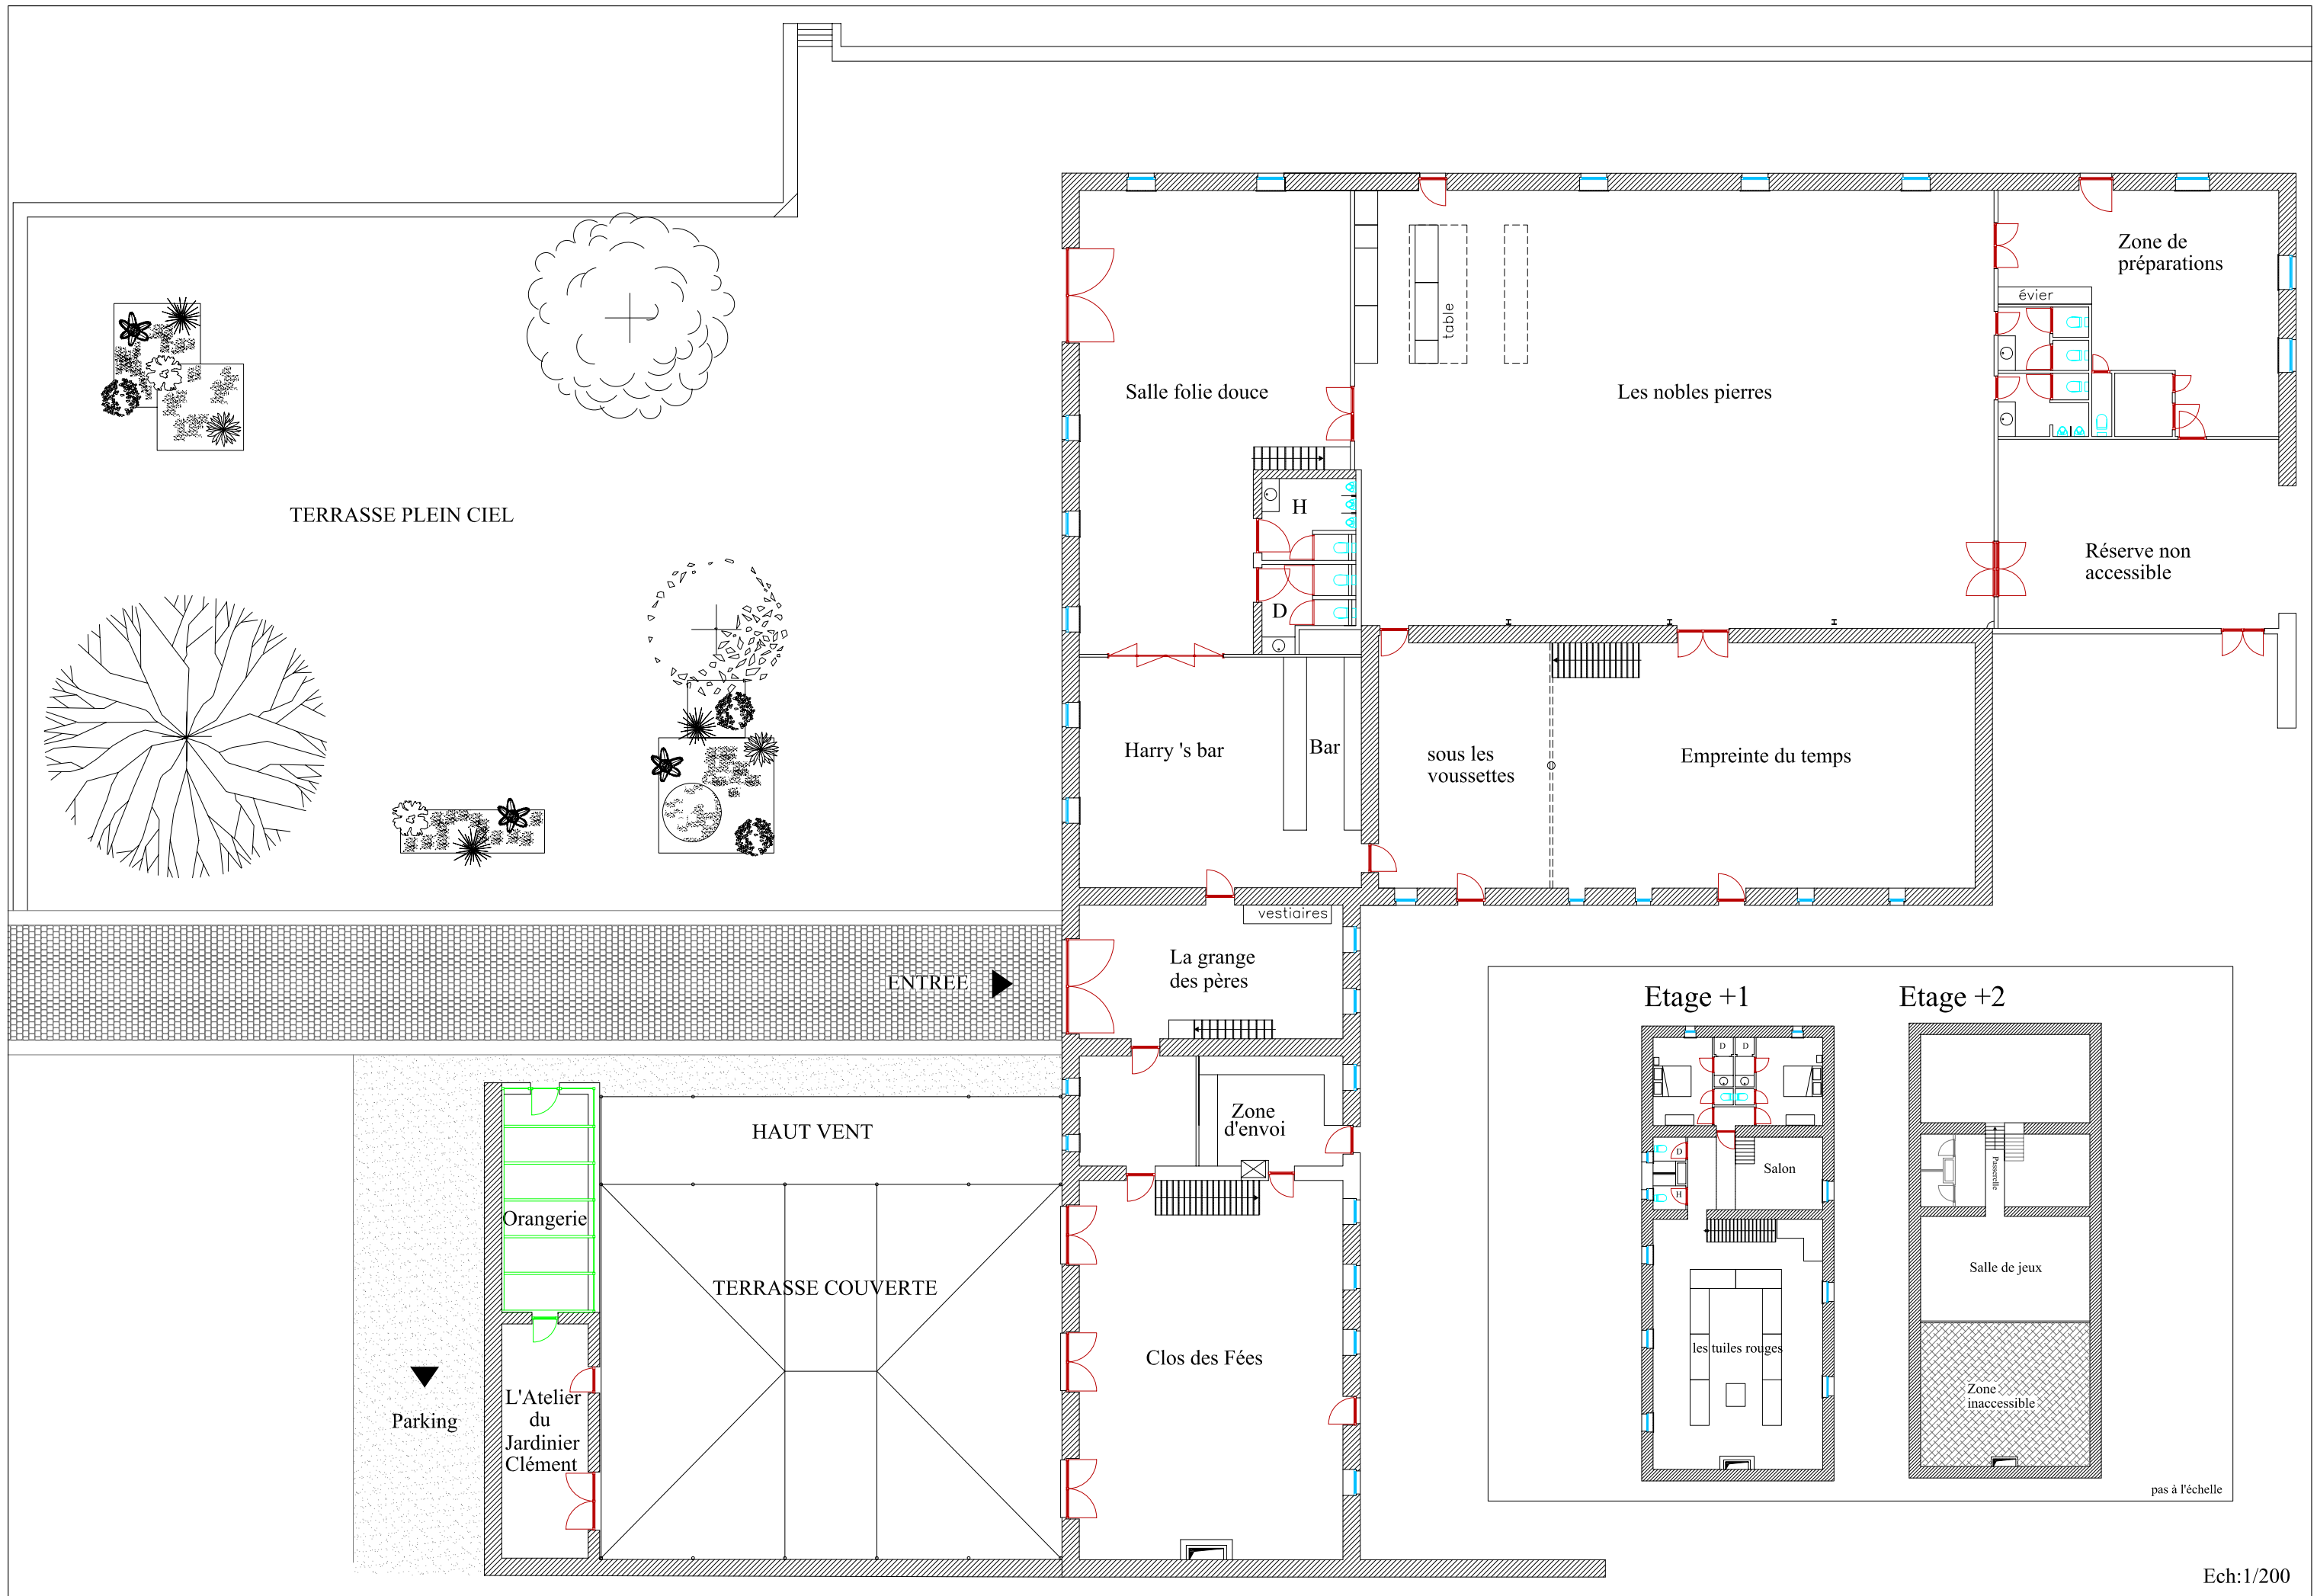 Zone de
préparations
évier
table
Salle folie douce
Les nobles pierres
TERRASSE PLEIN CIEL
H
D
Réserve non
accessible
Harry 's bar
Bar
sous les
voussettes
Empreinte du temps
vestiaires
La grange
des pères
ENTREE
Zone
d'envoi
HAUT VENT
Orangerie
TERRASSE COUVERTE
Clos des Fées
L'Atelier
du
Jardinier
Clément
Parking
Etage +1
D
D
D
H
Salon
les tuiles rouges
Etage +2
Passerelle
Salle de jeux
Zone
inaccessible
pas à l'échelle
Ech:1/200